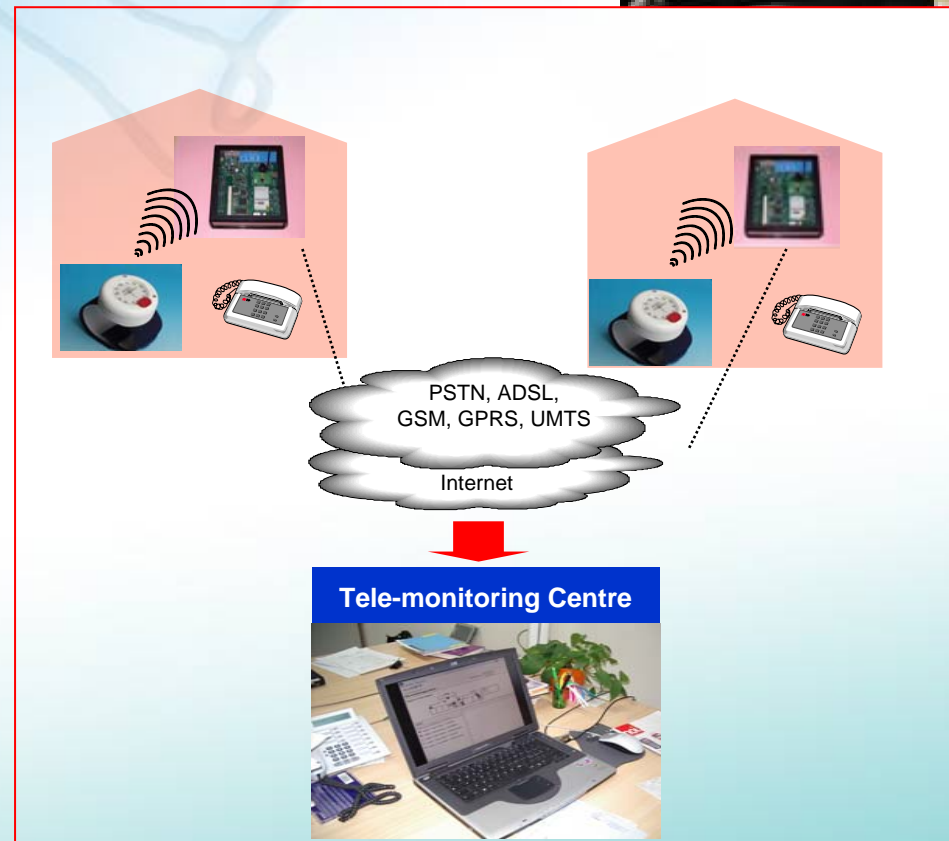 PSTN, ADSL,
GSM, GPRS, UMTS
Internet
Tele-monitoring Centre